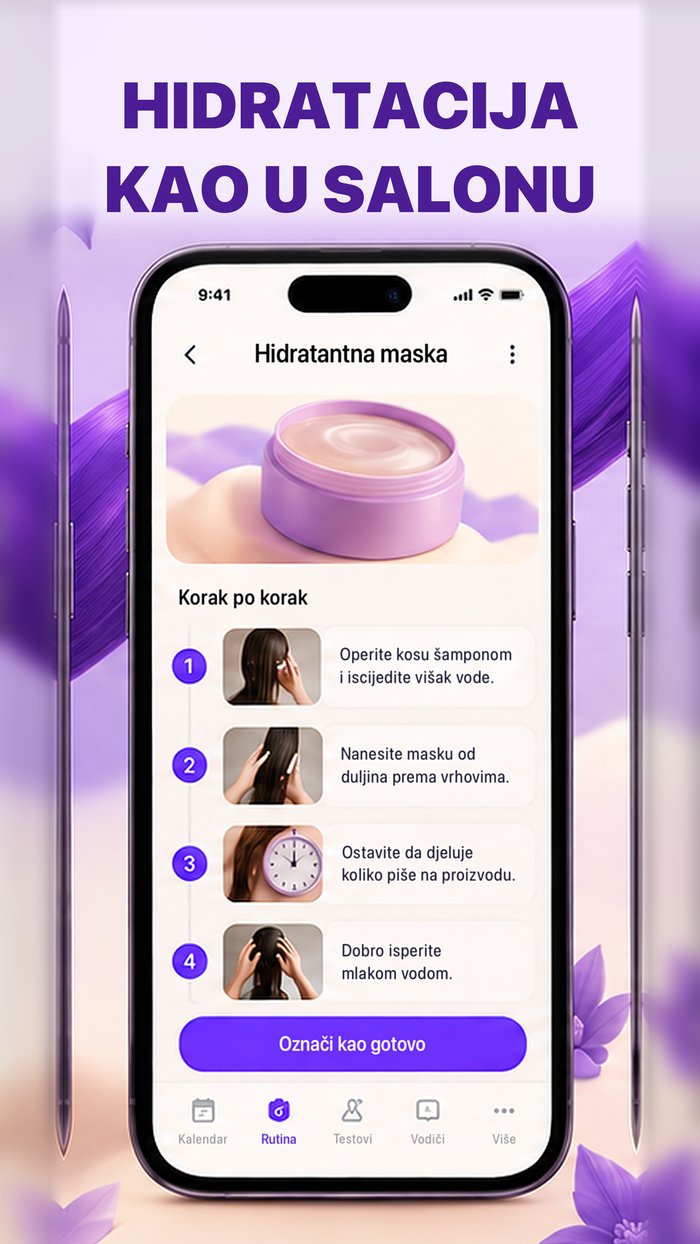 HIDRATACIJA
KAO U SALONU
9:41
Hidratantna maska
Korak po korak
1
Operite kosu šamponom
i iscijedite višak vode.
2
Nanesite masku od
duljina prema vrhovima.
3
Ostavite da djeluje
koliko piše na proizvodu.
4
Dobro isperite
mlakom vodom.
Označi kao gotovo
Kalendar
Rutina
Testovi
Vodiči
Više